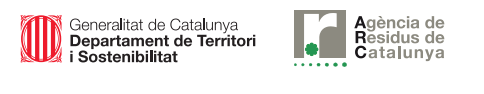 Generalitat de Catalunya
Departament de Territori
i Sostenibilitat
Agència de
Residus de
Catalunya